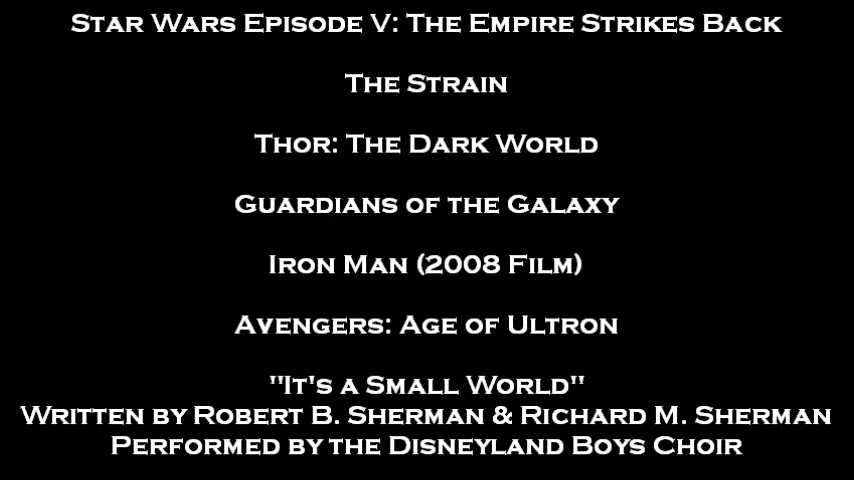 Star Wars Episode V: The Empire Strikes Back
The Strain
Thor: The Dark World
Guardians of the Galaxy
Iron Man (2008 Film)
Avengers: Age of Ultron
"It's a Small World"
Written by Robert B. Sherman & Richard M. Sherman
Performed by the Disneyland Boys Choir